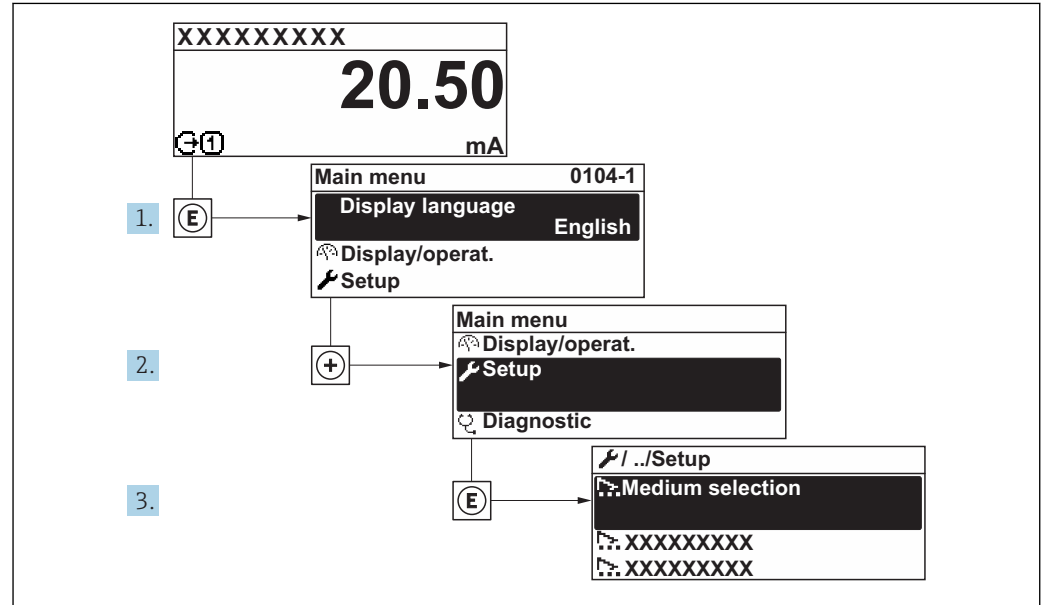 XXXXXXXXX
20.50
1 mA
Main menu 0104-1
1. E Display language
English
Display/operat.
Setup
Main menu
Display/operat.
2. + Setup
Diagnostic
/ ../Setup
3. E Medium selection
XXXXXXXXX
XXXXXXXXX